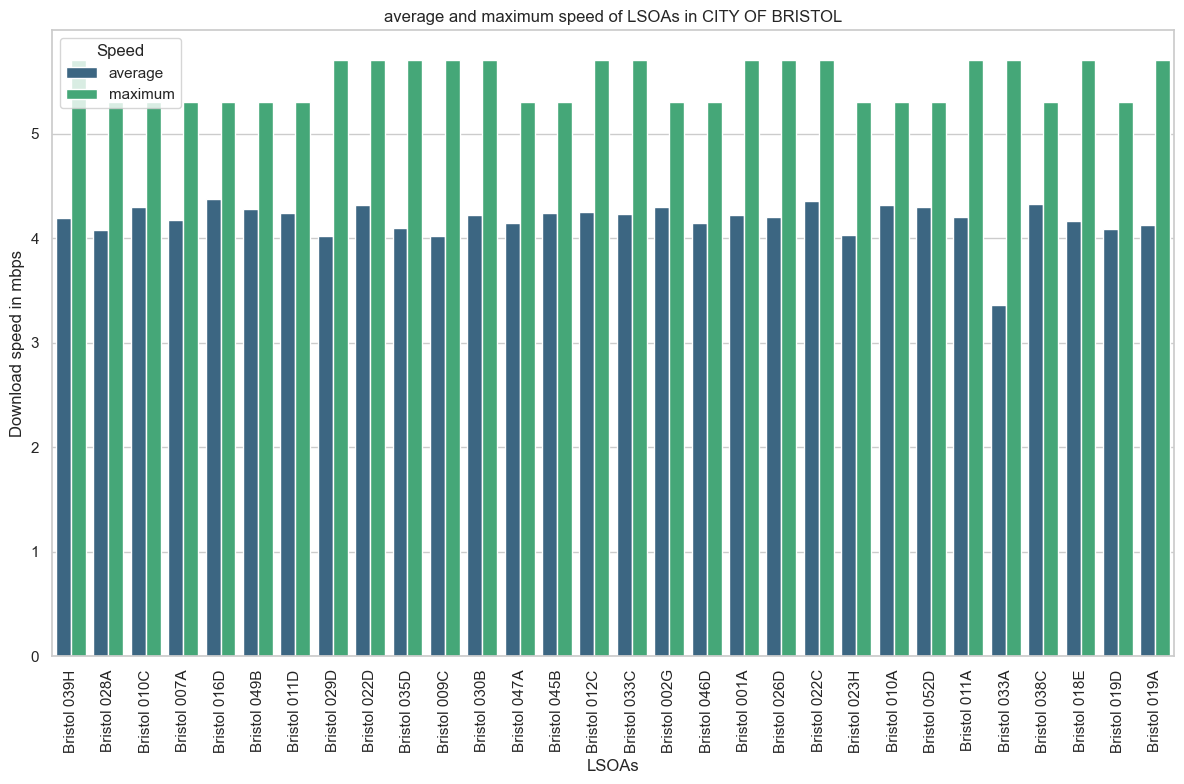 average and maximum speed of LSOAs in CITY OF BRISTOL
Speed
average
maximum
Download speed in mbps
5
4
3
2
1
0
Bristol 039H
Bristol 028A
Bristol 010C
Bristol 007A
Bristol 016D
Bristol 049B
Bristol 011D
Bristol 029D
Bristol 022D
Bristol 035D
Bristol 009C
Bristol 030B
Bristol 047A
Bristol 045B
Bristol 012C
Bristol 033C
Bristol 002G
Bristol 046D
Bristol 001A
Bristol 026D
Bristol 022C
Bristol 023H
Bristol 010A
Bristol 052D
Bristol 011A
Bristol 033A
Bristol 038C
Bristol 018E
Bristol 019D
Bristol 019A
LSOAs